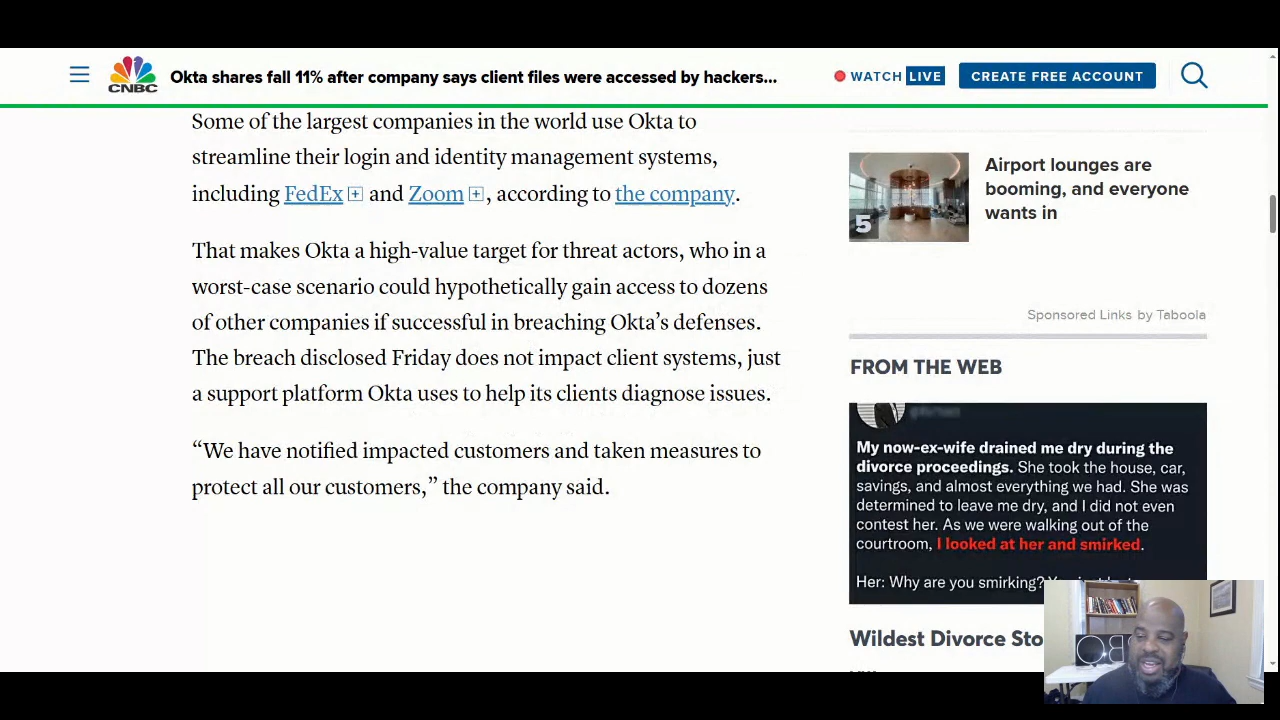 CNBC
Okta shares fall 11% after company says client files were accessed by hackers...
WATCH LIVE
CREATE FREE ACCOUNT
Some of the largest companies in the world use Okta to
streamline their login and identity management systems,
including FedEx and Zoom , according to the company.
That makes Okta a high-value target for threat actors, who in a
worst-case scenario could hypothetically gain access to dozens
of other companies if successful in breaching Okta’s defenses.
The breach disclosed Friday does not impact client systems, just
a support platform Okta uses to help its clients diagnose issues.
“We have notified impacted customers and taken measures to
protect all our customers,” the company said.
5
Airport lounges are
booming, and everyone
wants in
Sponsored Links by Taboola
FROM THE WEB
My now-ex-wife drained me dry during the
divorce proceedings. She took the house, car,
savings, and almost everything we had. She was
determined to leave me dry, and I did not even
contest her. As we were walking out of the
courtroom, I looked at her and smirked.
Her: Why are you smirking?
Wildest Divorce Sto